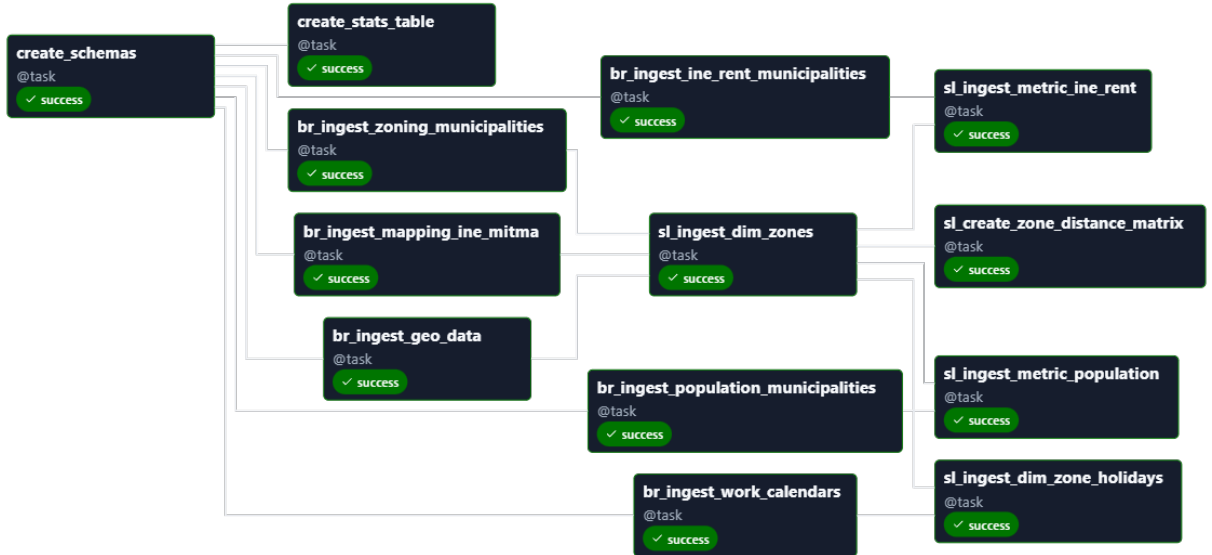 create_schemas
@task
success
create_stats_table
@task
success
br_ingest_zoning_municipalities
@task
success
br_ingest_mapping_ine_mitma
@task
success
br_ingest_geo_data
@task
success
br_ingest_ine_rent_municipalities
@task
success
sl_ingest_dim_zones
@task
success
br_ingest_population_municipalities
@task
success
br_ingest_work_calendars
@task
success
sl_ingest_metric_ine_rent
@task
success
sl_create_zone_distance_matrix
@task
success
sl_ingest_metric_population
@task
success
sl_ingest_dim_zone_holidays
@task
success